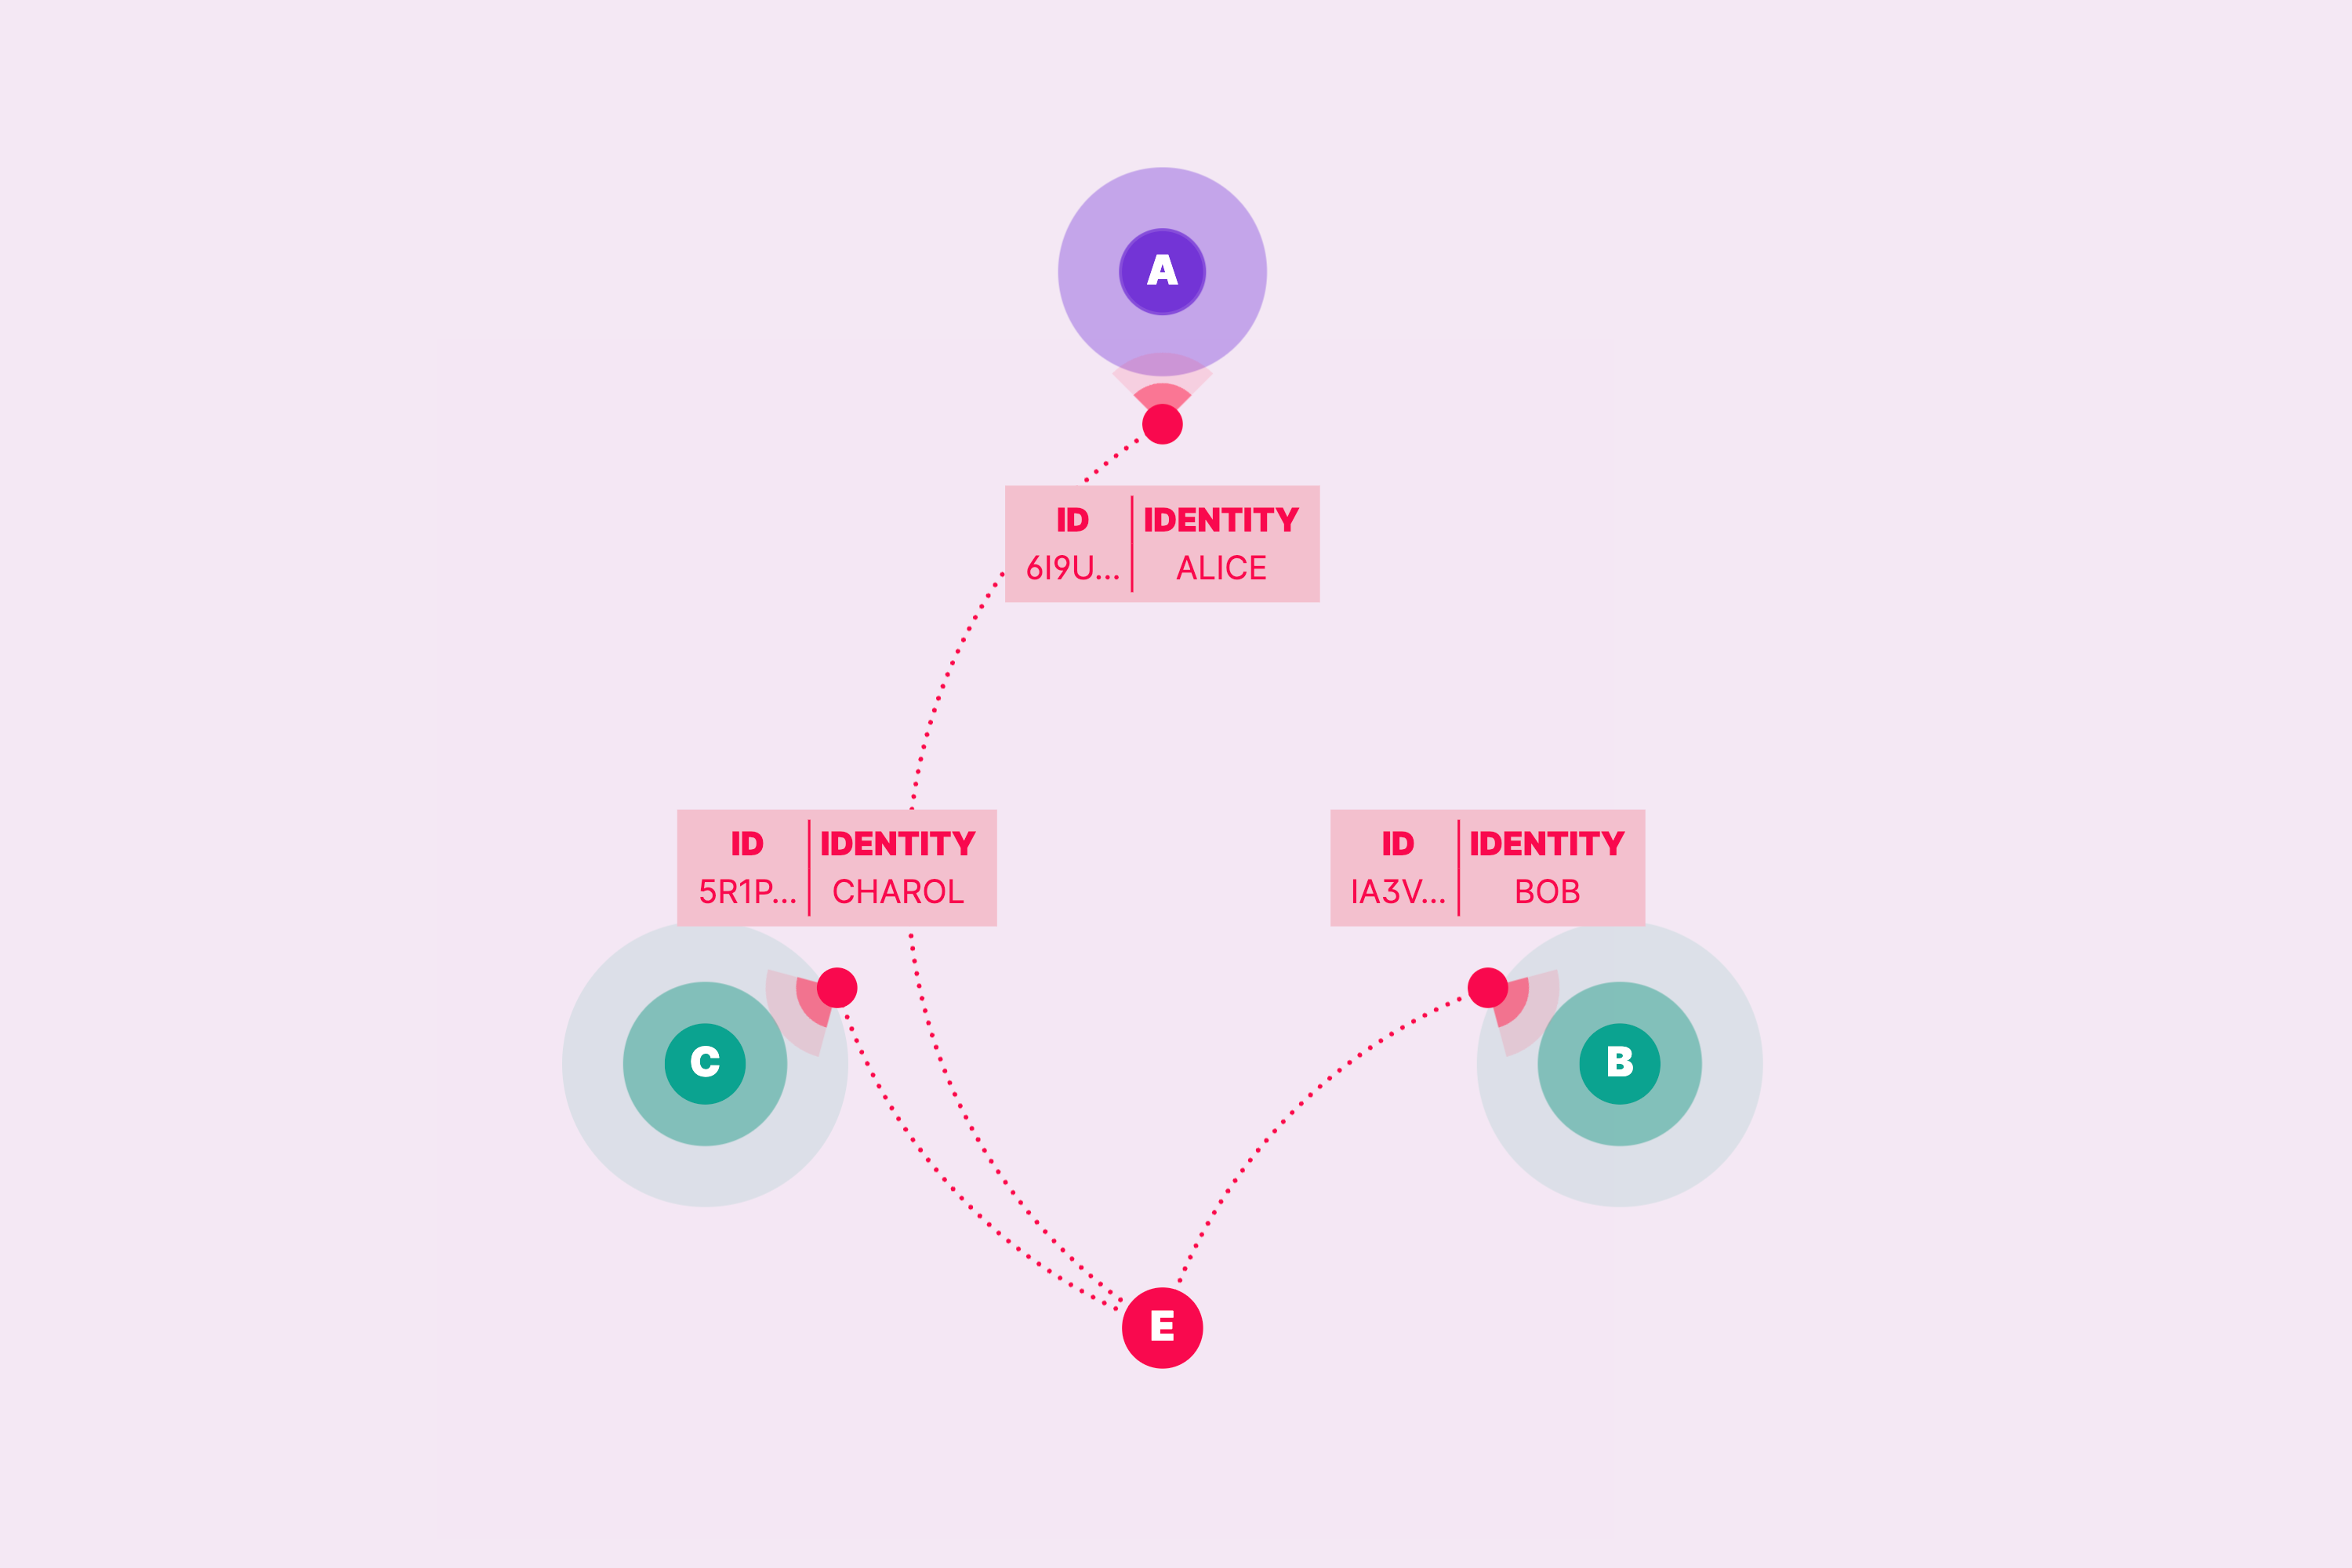 A
ID IDENTITY
6I9U... ALICE
ID IDENTITY
5R1P... CHAROL
ID IDENTITY
IA3V... BOB
C
B
E